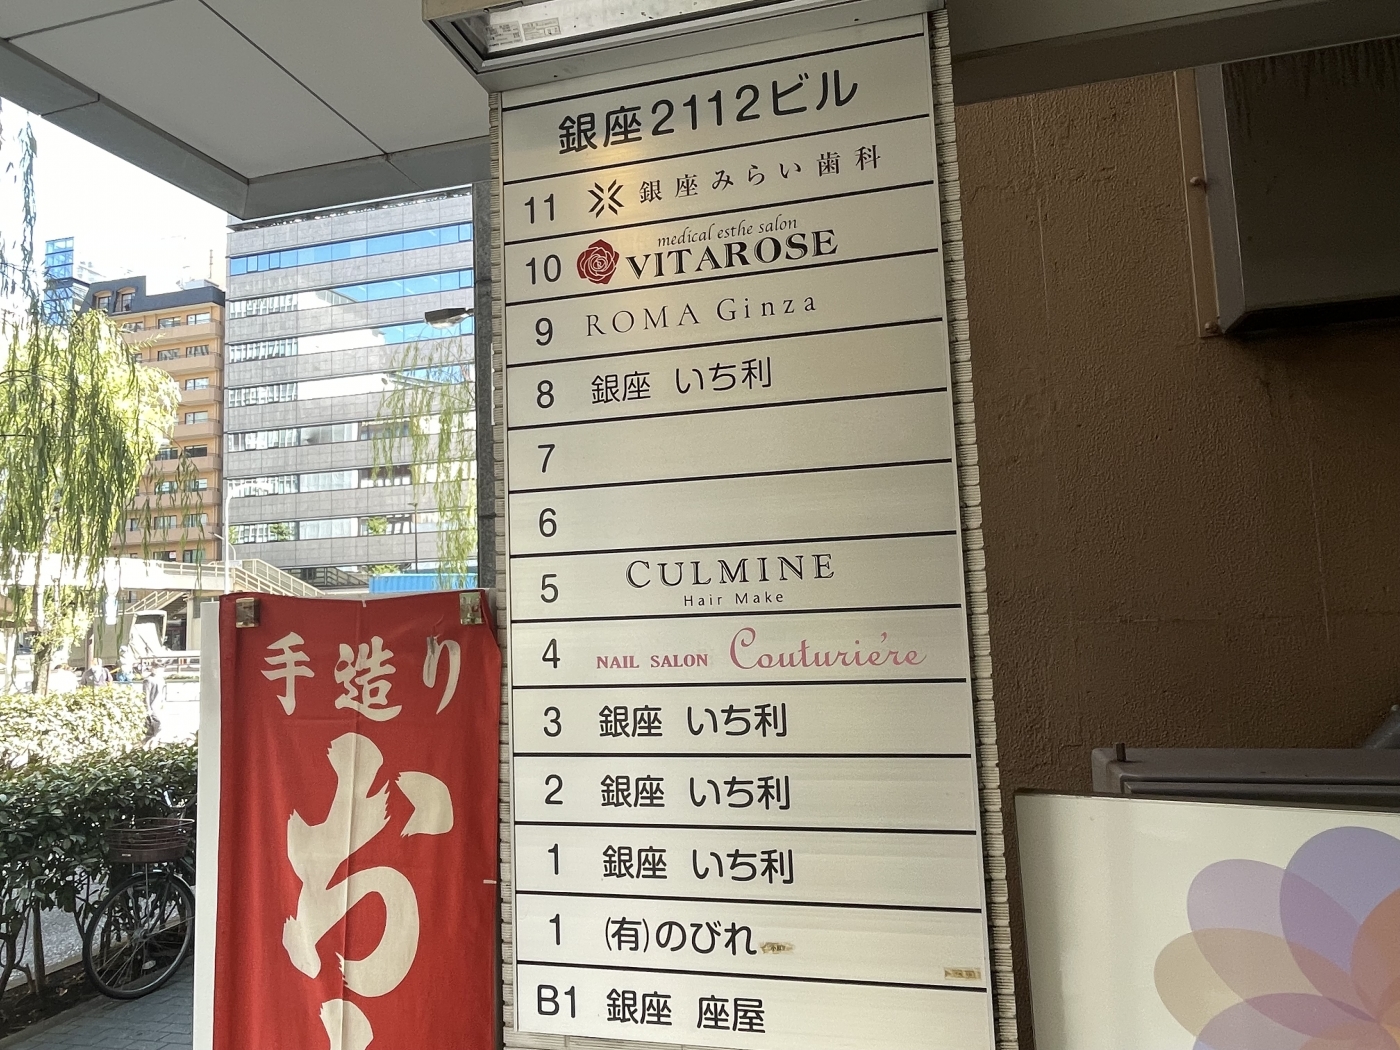 銀座2112ビル
11 銀座みらい歯科
10 medical esthe salon
VITAROSE
9 ROMA Ginza
8 銀座 いち利
7
6
5 CULMINE
Hair Make
4 NAIL SALON Couturière
3 銀座 いち利
2 銀座 いち利
1 銀座 いち利
1 (有)のびれ
B1 銀座 座屋
手造り
お